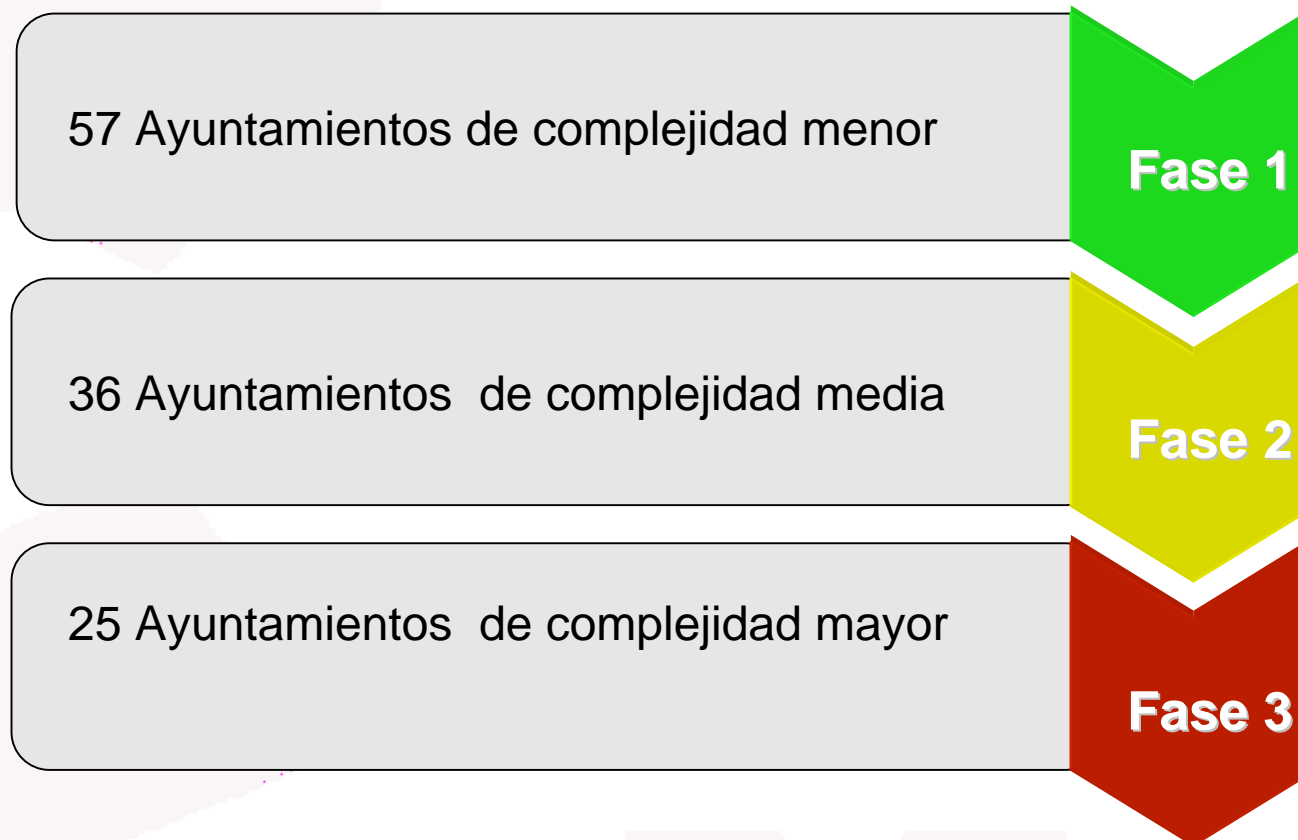 57 Ayuntamientos de complejidad menor
Fase 1
36 Ayuntamientos  de complejidad media
Fase 2
25 Ayuntamientos  de complejidad mayor
Fase 3